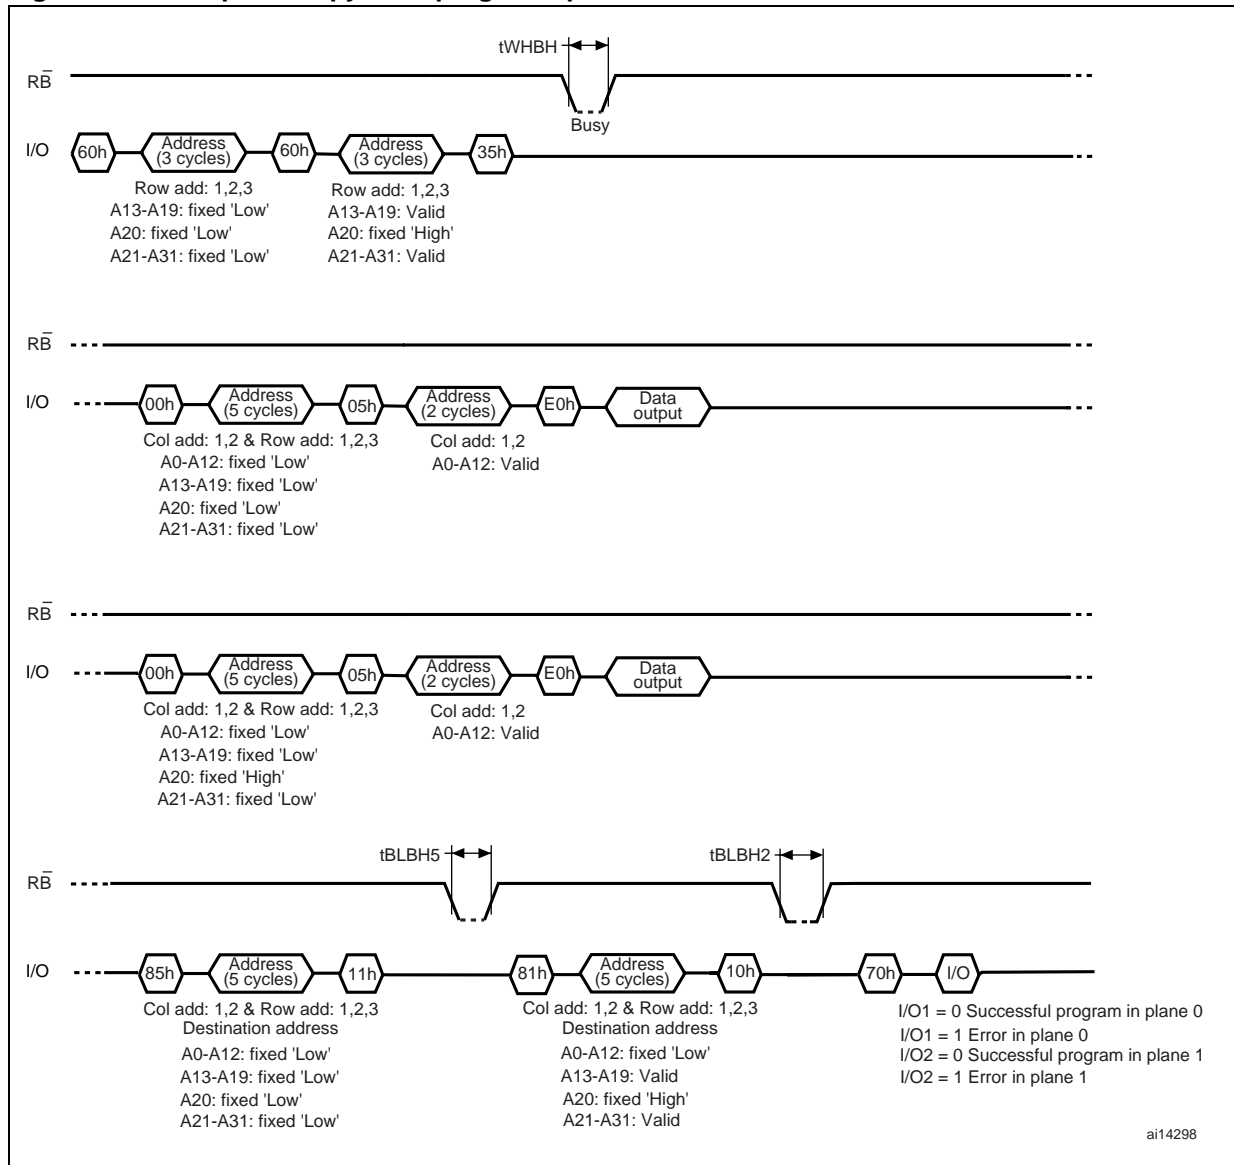 tWHBH
RB
Busy
I/O 60h Address (3 cycles) 60h Address (3 cycles) 35h
Row add: 1,2,3 Row add: 1,2,3
A13-A19: fixed 'Low' A13-A19: Valid
A20: fixed 'Low' A20: fixed 'High'
A21-A31: fixed 'Low' A21-A31: Valid
RB
I/O 00h Address (5 cycles) 05h Address (2 cycles) E0h Data output
Col add: 1,2 & Row add: 1,2,3 Col add: 1,2
A0-A12: fixed 'Low' A0-A12: Valid
A13-A19: fixed 'Low'
A20: fixed 'Low'
A21-A31: fixed 'Low'
RB
I/O 00h Address (5 cycles) 05h Address (2 cycles) E0h Data output
Col add: 1,2 & Row add: 1,2,3 Col add: 1,2
A0-A12: fixed 'Low' A0-A12: Valid
A13-A19: fixed 'Low'
A20: fixed 'High'
A21-A31: fixed 'Low'
tBLBH5 tBLBH2
RB
I/O 85h Address (5 cycles) 11h 81h Address (5 cycles) 10h 70h I/O
Col add: 1,2 & Row add: 1,2,3 Col add: 1,2 & Row add: 1,2,3 I/O1 = 0 Successful program in plane 0
Destination address Destination address I/O1 = 1 Error in plane 0
A0-A12: fixed 'Low' A0-A12: fixed 'Low' I/O2 = 0 Successful program in plane 1
A13-A19: fixed 'Low' A13-A19: Valid I/O2 = 1 Error in plane 1
A20: fixed 'Low' A20: fixed 'High'
A21-A31: fixed 'Low' A21-A31: Valid
ai14298